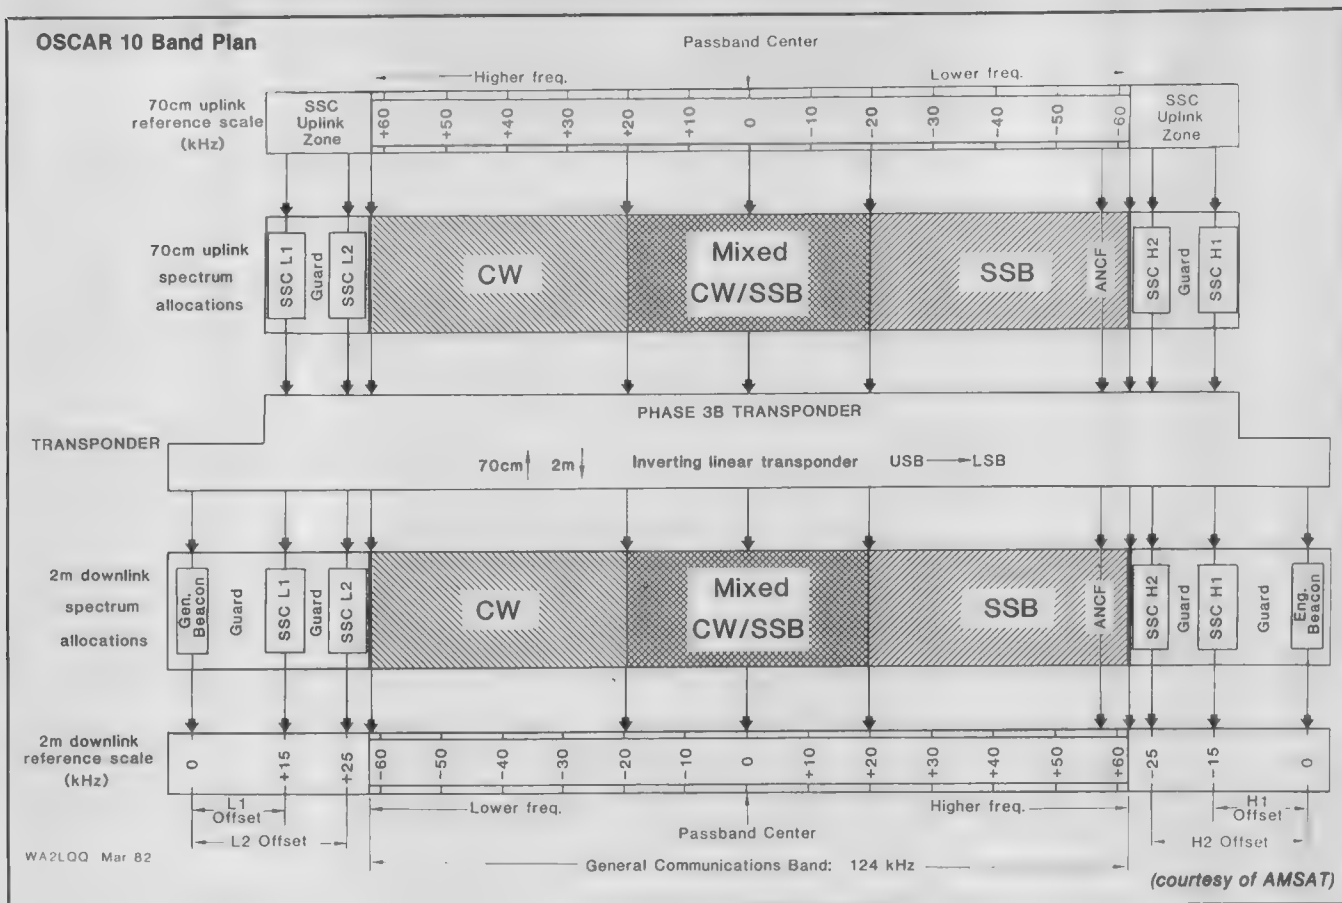 OSCAR 10 Band Plan
Passband Center
Higher freq.
Lower freq.
70cm uplink
reference scale
(kHz)
SSC
Uplink
Zone
+60
+50
+40
+30
+20
+10
0
-10
-20
-30
-40
-50
-60
SSC
Uplink
Zone
70cm uplink
spectrum
allocations
SSC L1
Guard
SSC L2
CW
Mixed
CW/SSB
SSB
ANCF
SSC H2
Guard
SSC H1
PHASE 3B TRANSPONDER
TRANSPONDER
70cm 2m Inverting linear transponder USB LSB
2m downlink
spectrum
allocations
Gen.
Beacon
Guard
SSC L1
Guard
SSC L2
CW
Mixed
CW/SSB
SSB
ANCF
SSC H2
Guard
SSC H1
Guard
Eng.
Beacon
2m downlink
reference scale
(kHz)
0
+15
+25
-60
-50
-40
-30
-20
-10
0
+10
+20
+30
+40
+50
+60
-25
-15
0
L1
Offset
L2 Offset
Lower freq.
Higher freq.
Passband Center
H1
Offset
H2 Offset
General Communications Band: 124 kHz
WA2LQQ Mar 82
(courtesy of AMSAT)